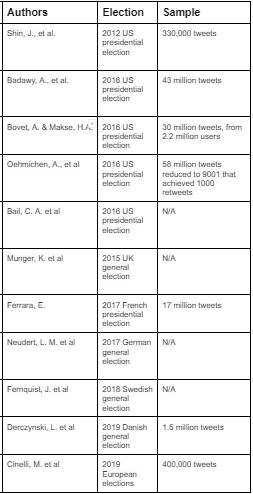 Authors Election Sample
Shin, J., et al. 2012 US 330,000 tweets
presidential
election
Badawy, A., et al. 2016 US 43 million tweets
presidential
election
Bovet, A. & Makse, H. 2016 US 30 million tweets, from
presidential 2.2 million users
election
Oehmichen, A., et al 2016 US 58 million tweets
presidential reduced to 9001 that
election achieved 1000
retweets
Bail, C. A. et al 2016 US N/A
presidential
election
Munger, K. et al 2015 UK N/A
general
election
Ferrara, E. 2017 French 17 million tweets
presidential
election
Neudert, L. M. et al 2017 German N/A
general
election
Fernquist, J. et al 2018 Swedish N/A
general
election
Derczynski, L. et al 2019 Danish 1.5 million tweets
general
election
Cinelli, M. et al 2019 400,000 tweets
European
elections